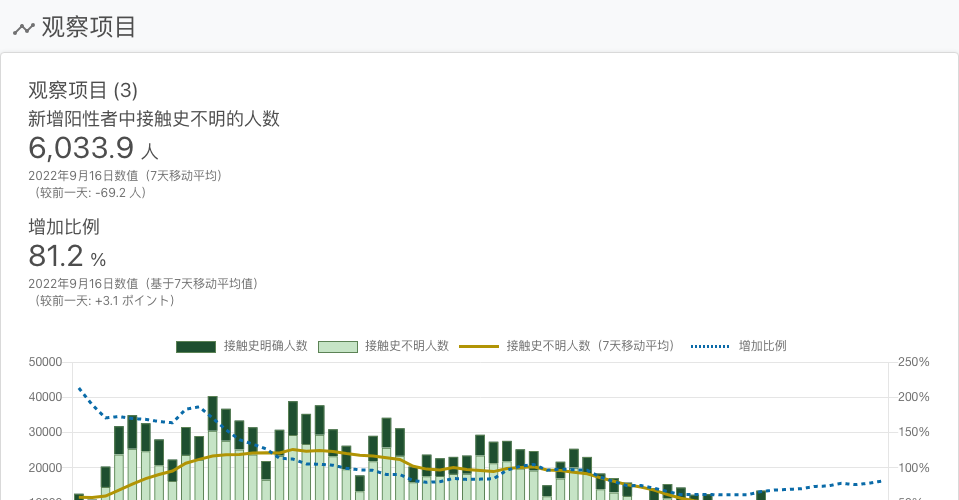 观察项目
观察项目 (3)
新增阳性者中接触史不明的人数
6,033.9 人
2022年9月16日数值（7天移动平均）
（较前一天: -69.2 人）
增加比例
81.2 %
2022年9月16日数值（基于7天移动平均值）
（较前一天: +3.1 ポイント）
接触史明确人数 接触史不明人数 接触史不明人数（7天移动平均） 增加比例
50000 250%
40000 200%
30000 150%
20000 100%